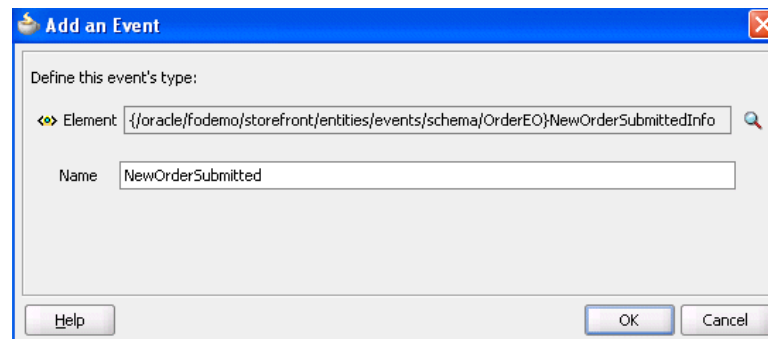 Add an Event
Define this event's type:
Element {/oracle/fodemo/storefront/entities/events/schema/OrderEO}NewOrderSubmittedInfo
Name NewOrderSubmitted
Help OK Cancel